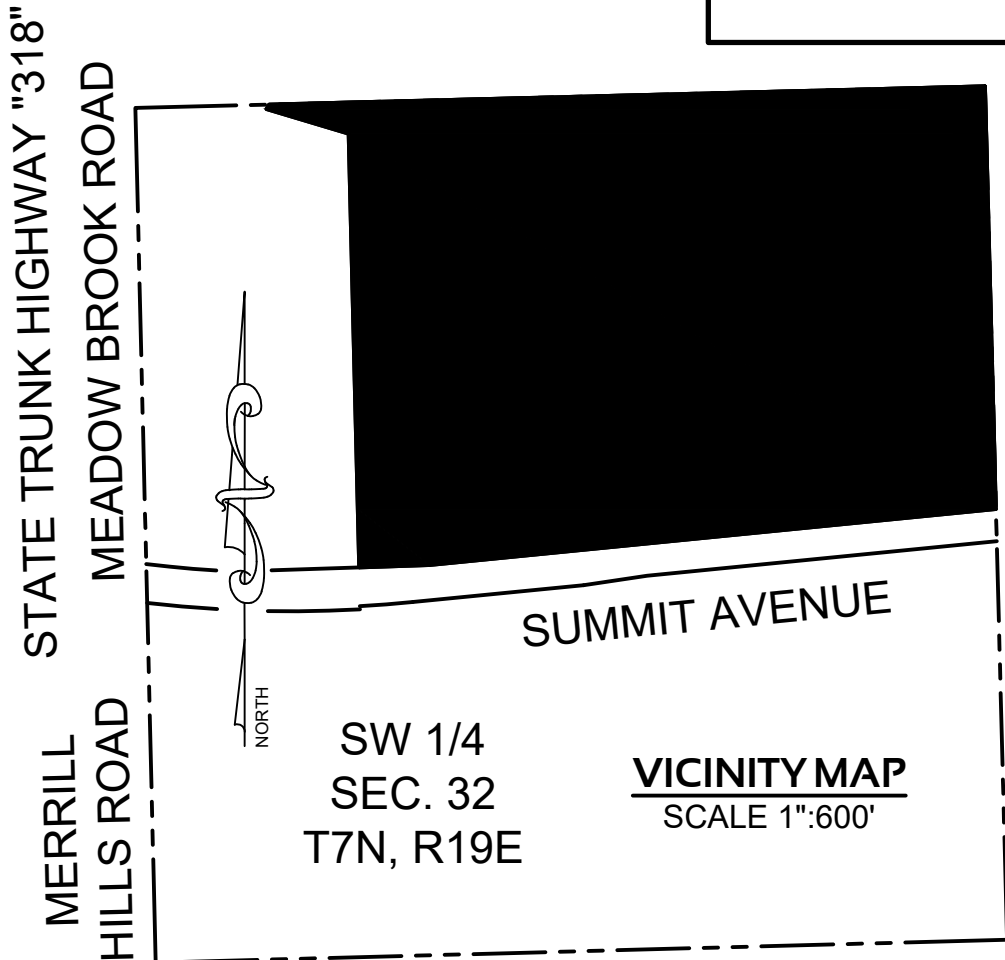 STATE TRUNK HIGHWAY "318"
MEADOW BROOK ROAD
MERRILL
HILLS ROAD
SUMMIT AVENUE
NORTH
SW 1/4
SEC. 32
T7N, R19E
VICINITY MAP
SCALE 1":600'